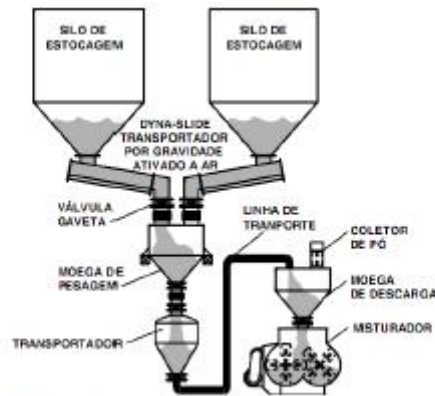 SILO DE
ESTOCAGEM
SILO DE
ESTOCAGEM
DYNA-SLIDE
TRANSPORTADOR
POR GRAVIDADE
ATIVADO A AR
VÁLVULA
GAVETA
LINHA DE
TRANPORTE
COLETOR
DE PÓ
MOEGA DE
PESAGEM
MOEGA
DE DESCARGA
MISTURADOR
TRANSPORTADOR